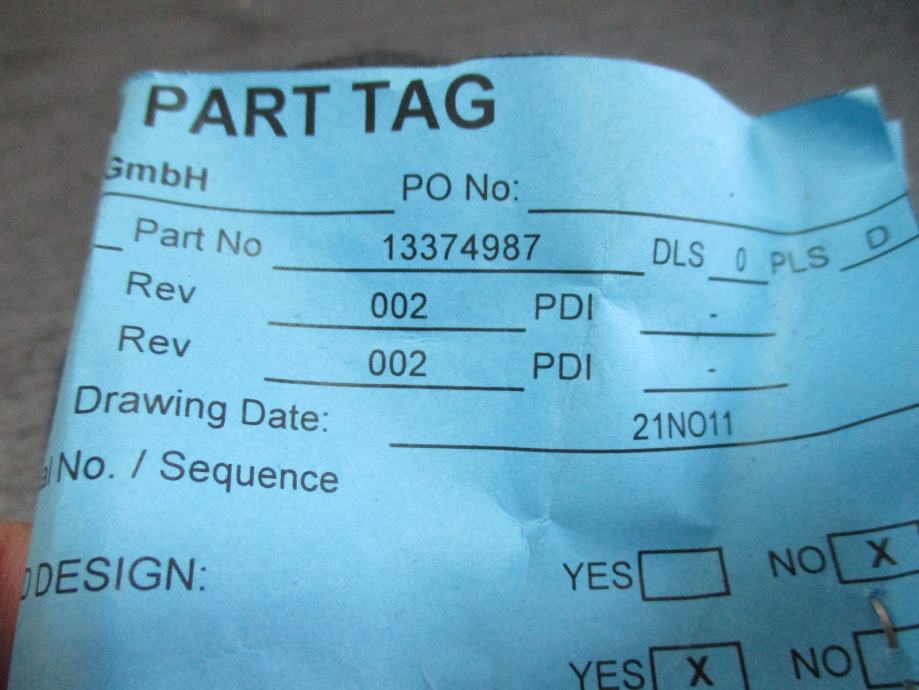 PART TAG
GmbH PO No:
Part No 13374987 DLS 0 PLS D
Rev 002 PDI -
Rev 002 PDI -
Drawing Date: 21NO11
No. / Sequence
DESIGN: YES NO X
YES X NO